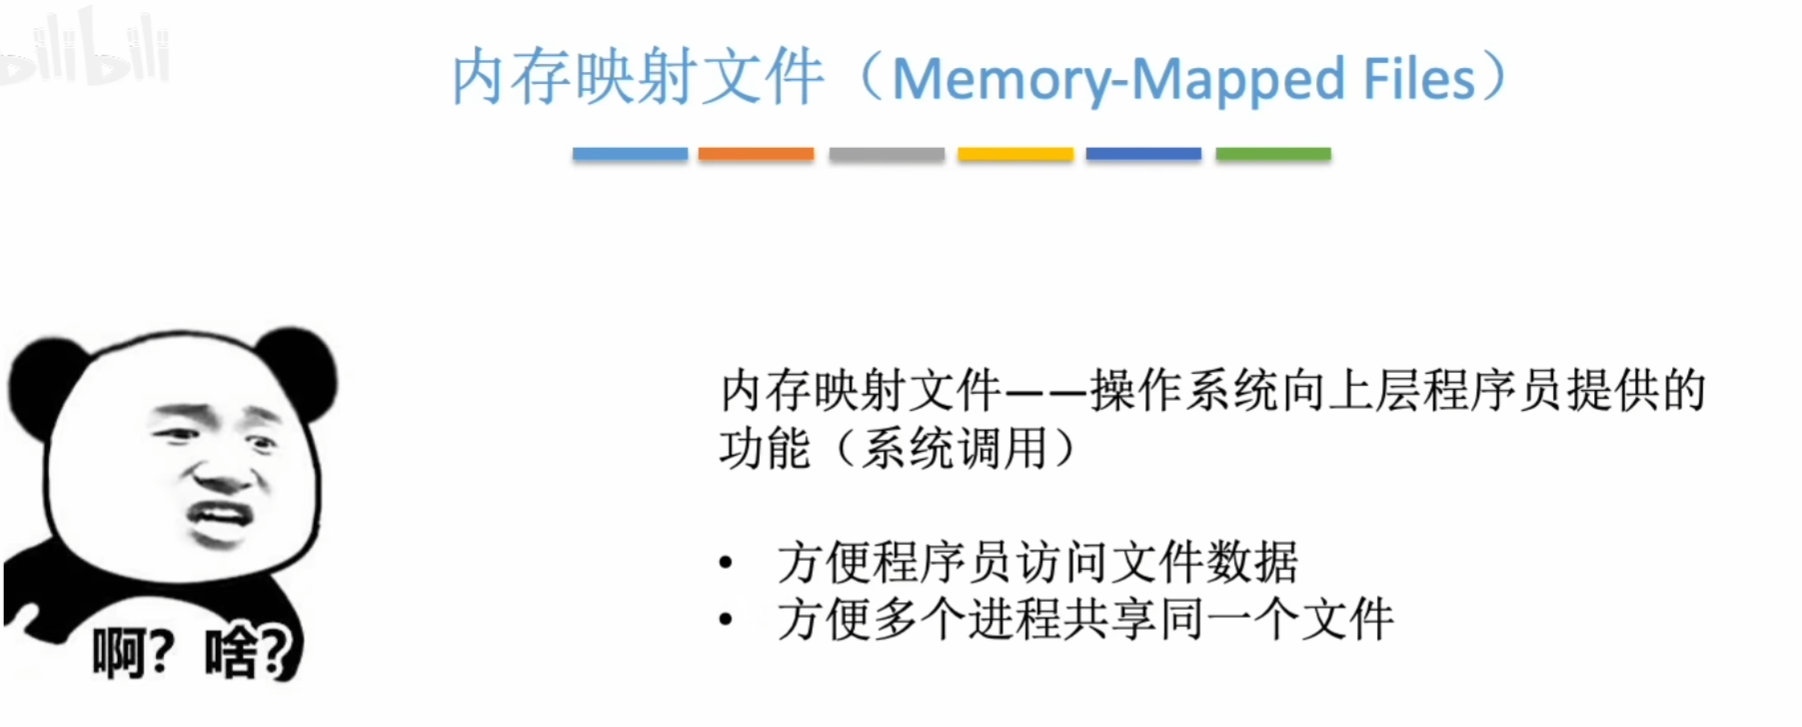 bilibili
内存映射文件（Memory-Mapped Files）
内存映射文件——操作系统向上层程序员提供的
功能（系统调用）
• 方便程序员访问文件数据
• 方便多个进程共享同一个文件
啊？啥？